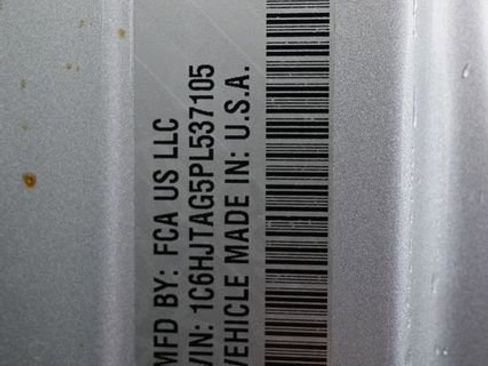 MFD BY: FCA US LLC
VIN: 1C6HJTAG5PL537105
VEHICLE MADE IN: U.S.A.